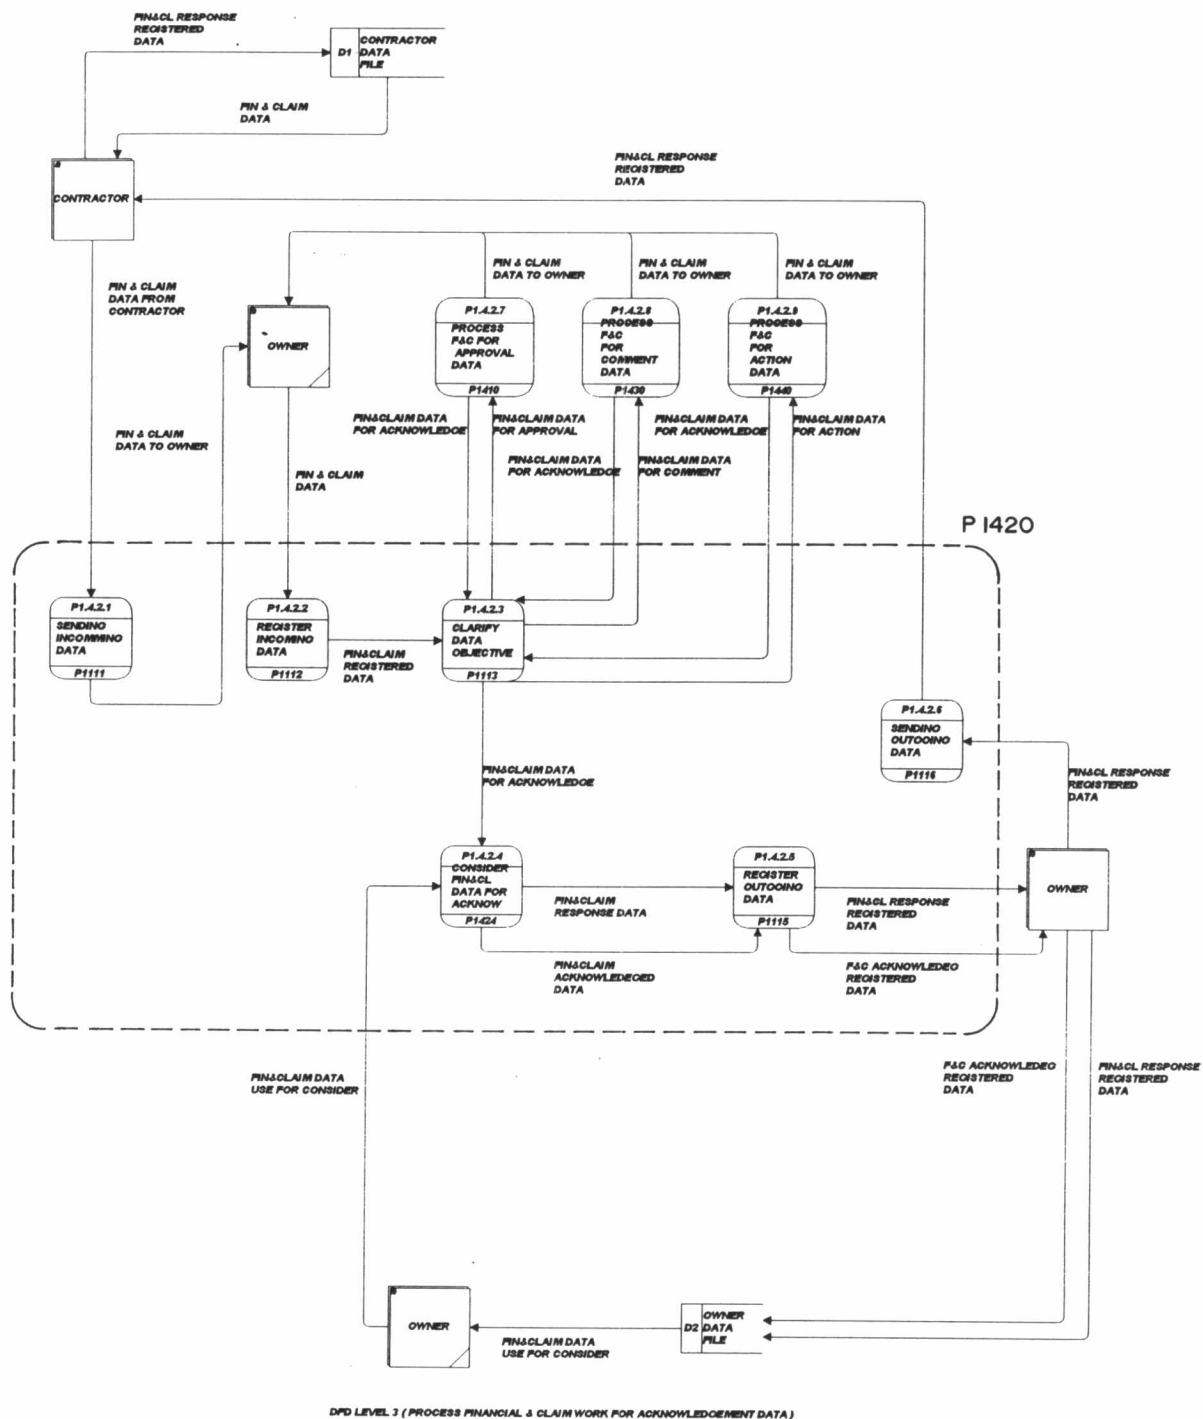 FIN&CL RESPONSE
REGISTERED
DATA
D1
CONTRACTOR
DATA
FILE
FIN & CLAIM
DATA
FIN&CL RESPONSE
REGISTERED
DATA
CONTRACTOR
FIN & CLAIM
DATA FROM
CONTRACTOR
FIN & CLAIM
DATA TO OWNER
FIN & CLAIM
DATA TO OWNER
FIN & CLAIM
DATA TO OWNER
OWNER
P1.4.2.7
PROCESS
F&C FOR
APPROVAL
DATA
P1410
P1.4.2.8
PROCESS
F&C
FOR
COMMENT
DATA
P1430
P1.4.2.9
PROCESS
F&C
FOR
ACTION
DATA
P1440
FIN&CLAIM DATA
FOR ACKNOWLEDGE
FIN&CLAIM DATA
FOR APPROVAL
FIN&CLAIM DATA
FOR ACKNOWLEDGE
FIN&CLAIM DATA
FOR ACTION
FIN & CLAIM
DATA TO OWNER
FIN&CLAIM DATA
FOR ACKNOWLEDGE
FIN&CLAIM DATA
FOR COMMENT
FIN & CLAIM
DATA
P 1420
P1.4.2.1
SENDING
INCOMMING
DATA
P1111
P1.4.2.2
REGISTER
INCOMING
DATA
P1112
FIN&CLAIM
REGISTERED
DATA
P1.4.2.3
CLARIFY
DATA
OBJECTIVE
P1113
P1.4.2.6
SENDING
OUTGOING
DATA
P1116
FIN&CLAIM DATA
FOR ACKNOWLEDGE
FIN&CL RESPONSE
REGISTERED
DATA
P1.4.2.4
CONSIDER
FIN&CL
DATA FOR
ACKNOW
P1424
FIN&CLAIM
RESPONSE DATA
P1.4.2.5
REGISTER
OUTGOING
DATA
P1115
FIN&CL RESPONSE
REGISTERED
DATA
OWNER
FIN&CLAIM
ACKNOWLEDEGED
DATA
F&C ACKNOWLEDEG
REGISTERED
DATA
FIN&CLAIM DATA
USE FOR CONSIDER
F&C ACKNOWLEDEG
REGISTERED
DATA
FIN&CL RESPONSE
REGISTERED
DATA
OWNER
FIN&CLAIM DATA
USE FOR CONSIDER
D2
OWNER
DATA
FILE
DFD LEVEL 3 ( PROCESS FINANCIAL & CLAIM WORK FOR ACKNOWLEDGEMENT DATA )